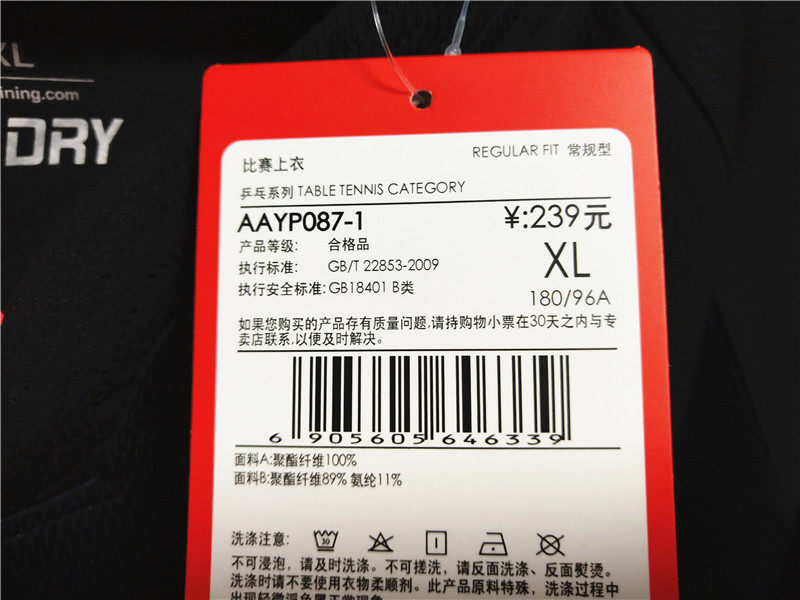 XL
ining.com
DRY
比赛上衣
REGULAR FIT 常规型
乒乓系列 TABLE TENNIS CATEGORY
AAYP087-1
¥:239元
产品等级: 合格品
XL
执行标准: GB/T 22853-2009
执行安全标准: GB18401 B类
180/96A
如果您购买的产品存有质量问题,请持购物小票在30天之内与专
卖店联系,以便及时解决。
6 905605 646339
面料A:聚酯纤维100%
面料B:聚酯纤维89% 氨纶11%
洗涤注意: 30
不可浸泡，请及时洗涤。不可搓洗，请反面洗涤、反面熨烫。
洗涤时请不要使用衣物柔顺剂。此产品原料特殊，洗涤过程中